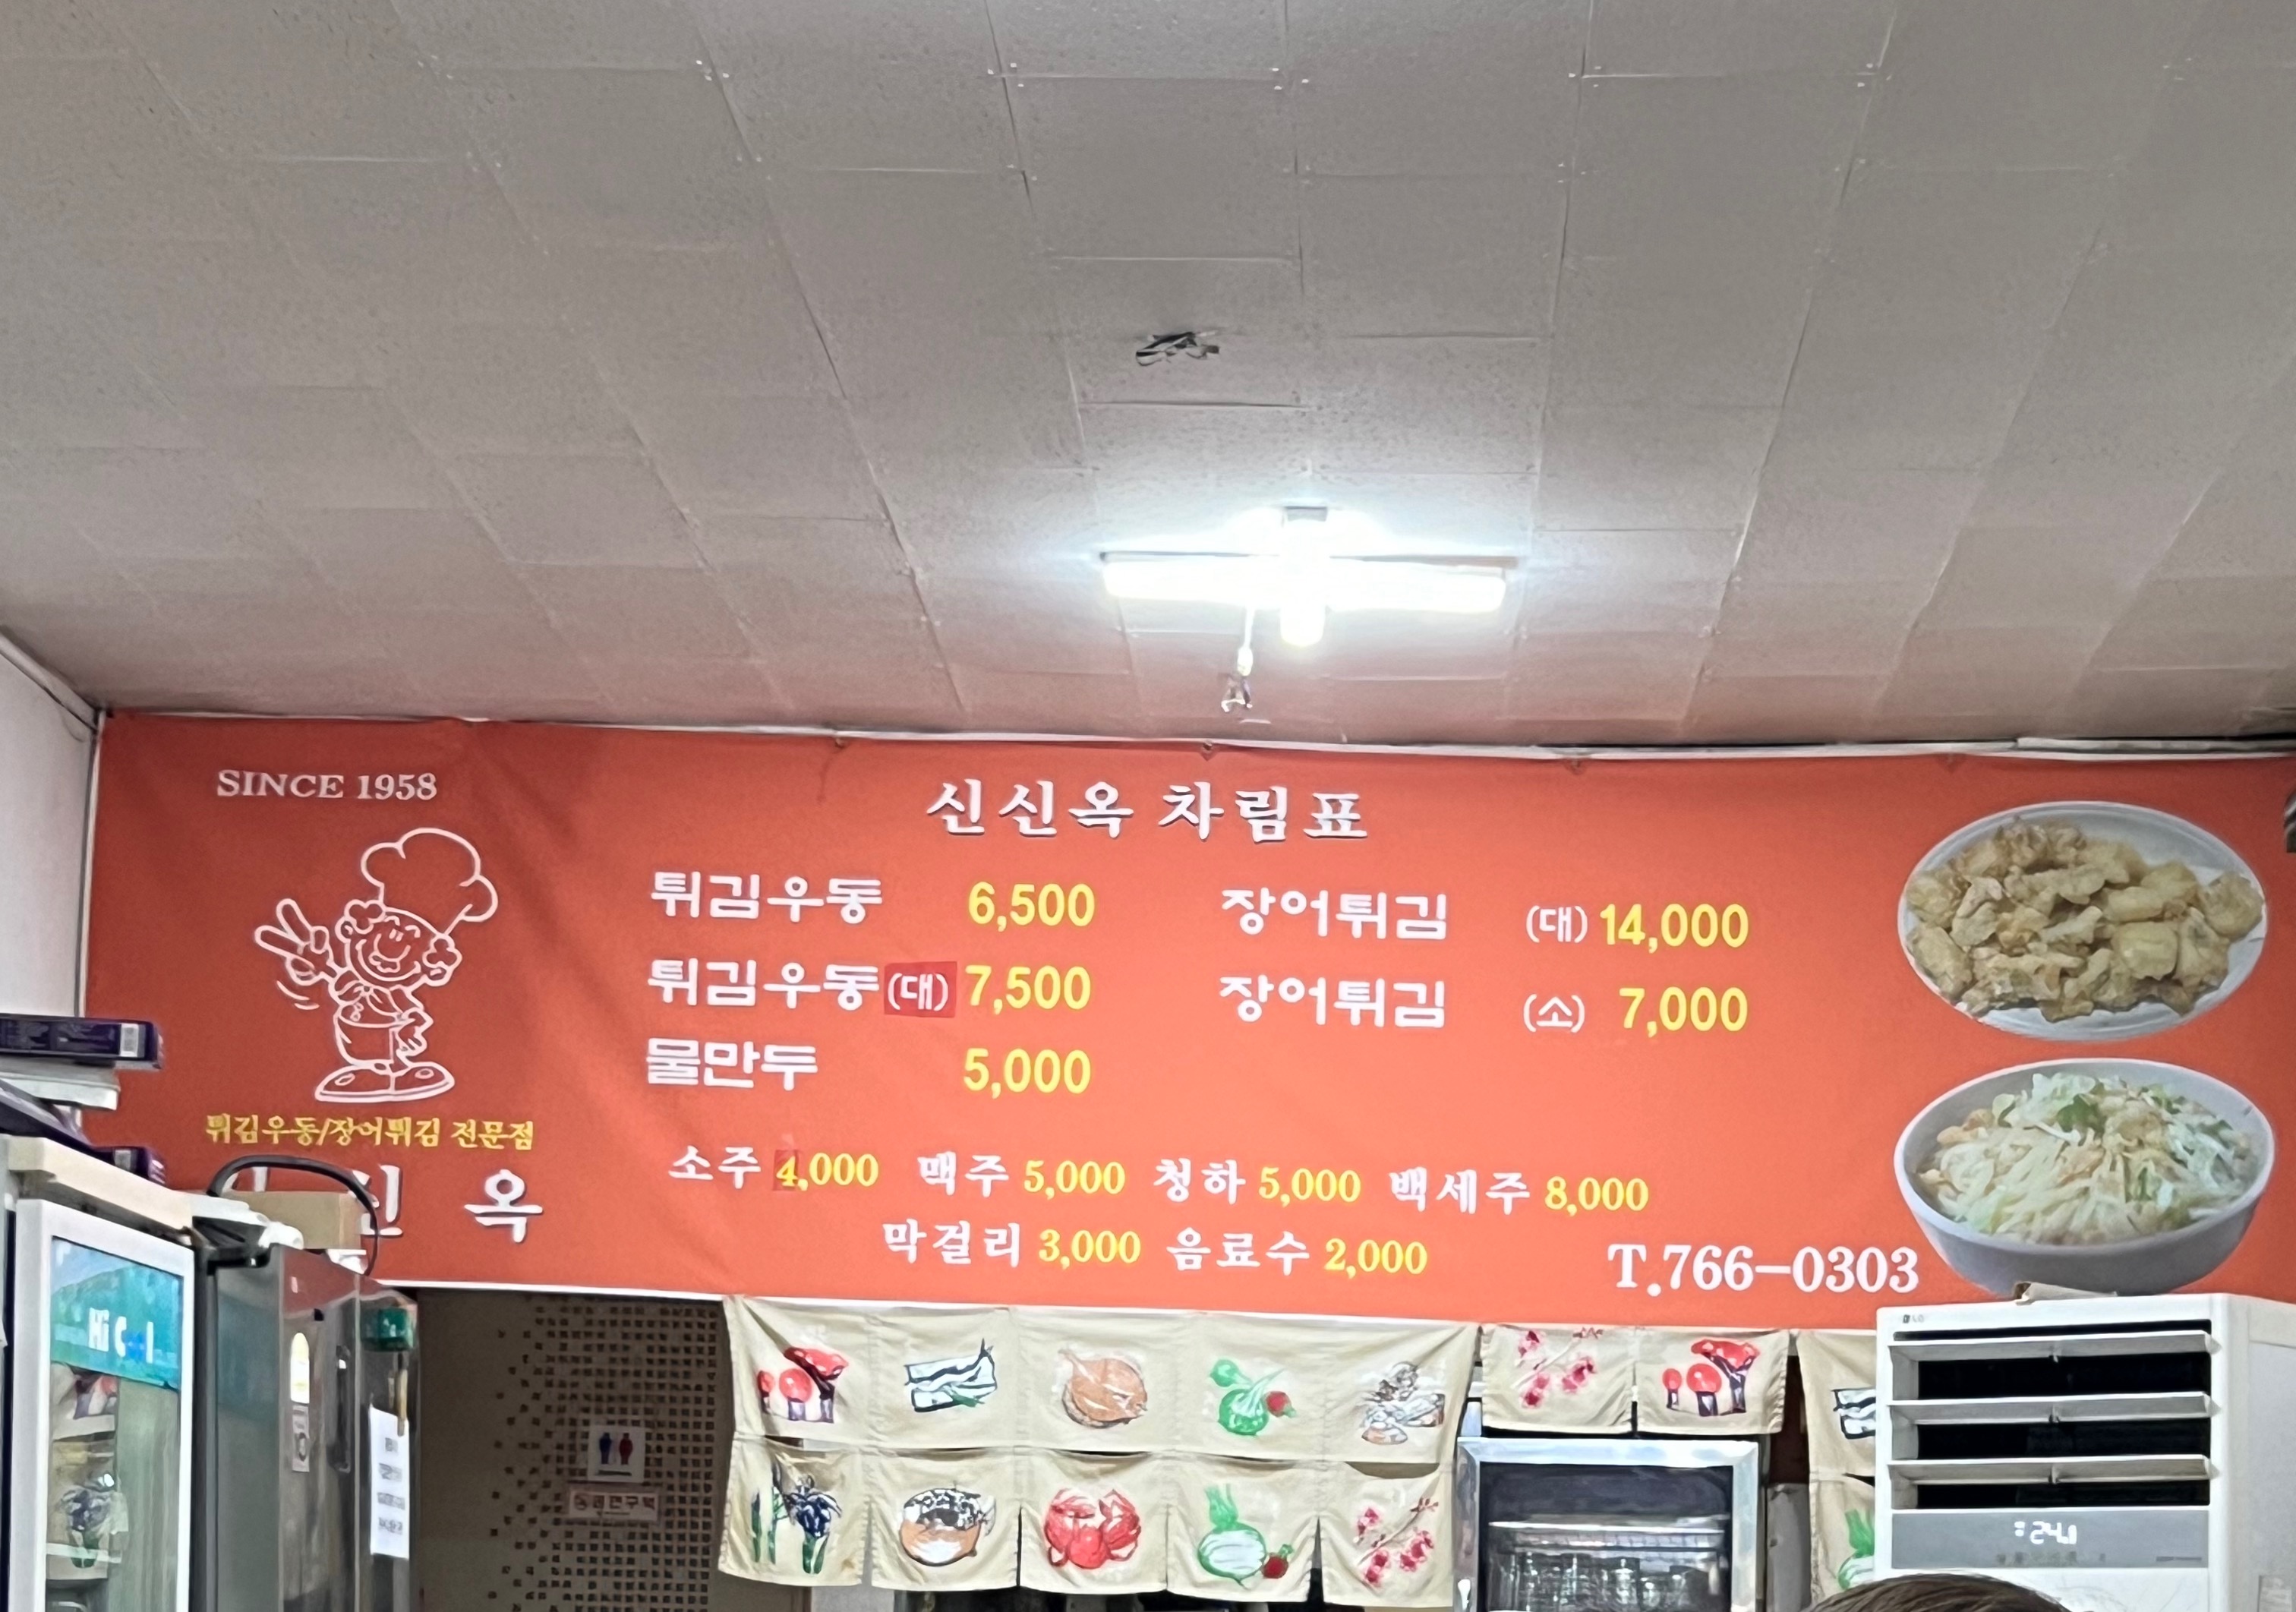 SINCE 1958
신신옥 차림표
튀김우동 6,500
튀김우동(대) 7,500
물만두 5,000
장어튀김 (대) 14,000
장어튀김 (소) 7,000
소주 4,000 맥주 5,000 청하 5,000 백세주 8,000
막걸리 3,000 음료수 2,000
T.766-0303
튀김우동/장어튀김 전문점
신 옥
LG
24